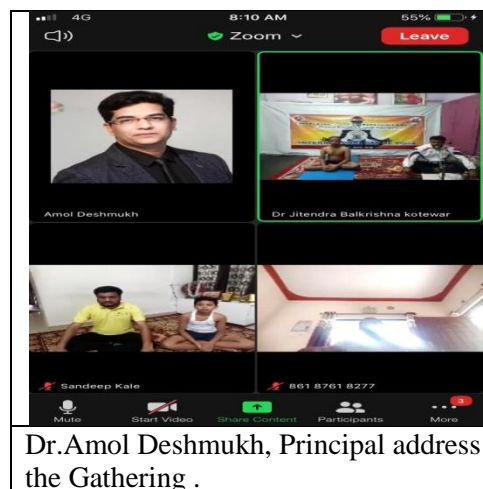 4G
8:10 AM
55%
Zoom
Leave
Amol Deshmukh
Dr Jitendra Balkrishna kotewar
Sandeep Kale
861 8761 8277
3
Mute
Start Video
Share Content
Participants
More
Dr.Amol Deshmukh, Principal address
the Gathering .